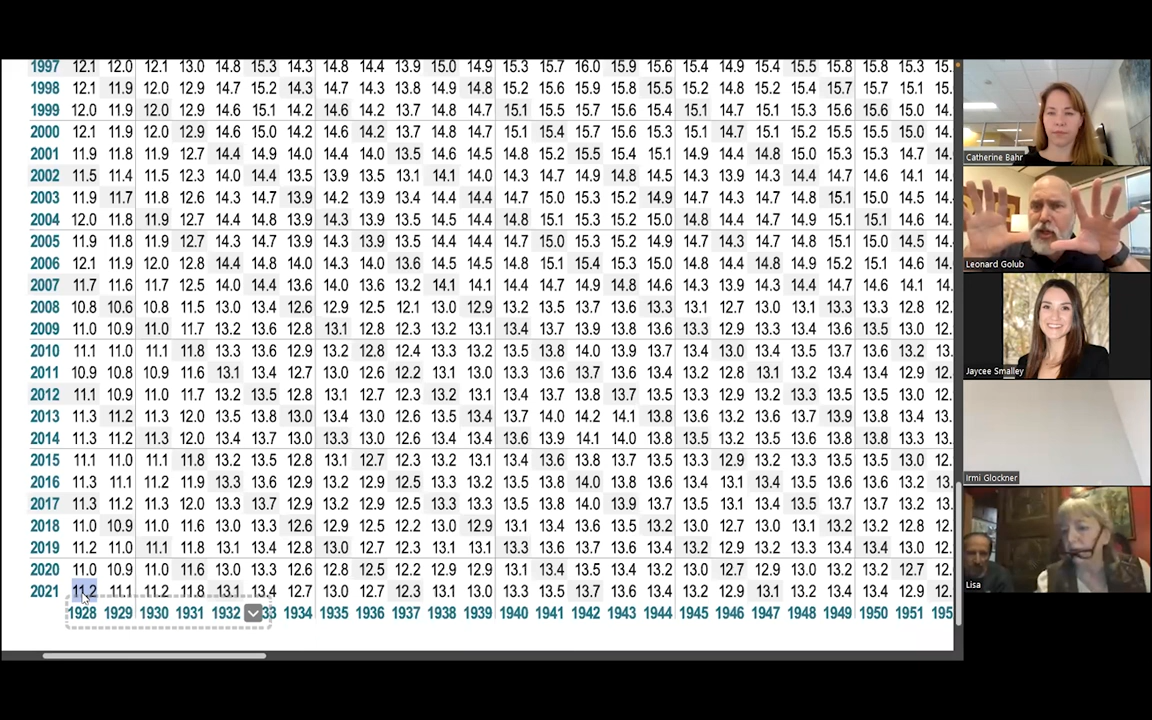 1997 12.1 12.0 12.1 13.0 14.8 15.3 14.3 14.8 14.4 13.9 15.0 14.9 15.3 15.7 16.0 15.9 15.6 15.4 14.9 15.4 15.5 15.8 15.8 15.3 15.
1998 12.1 11.9 12.0 12.9 14.7 15.2 14.3 14.7 14.3 13.8 14.9 14.8 15.2 15.6 15.9 15.8 15.5 15.2 14.8 15.2 15.4 15.7 15.7 15.1 15.
1999 12.0 11.9 12.0 12.9 14.6 15.1 14.2 14.6 14.2 13.7 14.8 14.7 15.1 15.5 15.7 15.6 15.4 15.1 14.7 15.1 15.3 15.6 15.6 15.0 14.
2000 12.1 11.9 12.0 12.9 14.6 15.0 14.2 14.6 14.2 13.7 14.8 14.7 15.1 15.4 15.7 15.6 15.3 15.1 14.7 15.1 15.2 15.5 15.5 15.0 14.
2001 11.9 11.8 11.9 12.7 14.4 14.9 14.0 14.4 14.0 13.5 14.6 14.5 14.8 15.2 15.5 15.4 15.1 14.9 14.4 14.8 15.0 15.3 15.3 14.7 14.
2002 11.5 11.4 11.5 12.3 14.0 14.4 13.5 13.9 13.5 13.1 14.1 14.0 14.3 14.7 14.9 14.8 14.5 14.3 13.9 14.3 14.4 14.7 14.6 14.1 14.
2003 11.9 11.7 11.8 12.6 14.3 14.7 13.9 14.2 13.9 13.4 14.4 14.4 14.7 15.0 15.3 15.2 14.9 14.7 14.3 14.7 14.8 15.1 15.0 14.5 14.
2004 12.0 11.8 11.9 12.7 14.4 14.8 13.9 14.3 13.9 13.5 14.5 14.4 14.8 15.1 15.3 15.2 15.0 14.8 14.4 14.7 14.9 15.1 15.1 14.6 14.
2005 11.9 11.8 11.9 12.7 14.3 14.7 13.9 14.3 13.9 13.5 14.4 14.4 14.7 15.0 15.3 15.2 14.9 14.7 14.3 14.7 14.8 15.1 15.0 14.5 14.
2006 12.1 11.9 12.0 12.8 14.4 14.8 14.0 14.3 14.0 13.6 14.5 14.5 14.8 15.1 15.4 15.3 15.0 14.8 14.4 14.8 14.9 15.2 15.1 14.6 14.
2007 11.7 11.6 11.7 12.5 14.0 14.4 13.6 14.0 13.6 13.2 14.1 14.1 14.4 14.7 14.9 14.8 14.6 14.3 13.9 14.3 14.4 14.7 14.6 14.1 14.
2008 10.8 10.6 10.8 11.5 13.0 13.4 12.6 12.9 12.5 12.1 13.0 12.9 13.2 13.5 13.7 13.6 13.3 13.1 12.7 13.0 13.1 13.3 13.3 12.8 12.
2009 11.0 10.9 11.0 11.7 13.2 13.6 12.8 13.1 12.8 12.3 13.2 13.1 13.4 13.7 13.9 13.8 13.6 13.3 12.9 13.3 13.4 13.6 13.5 13.0 12.
2010 11.1 11.0 11.1 11.8 13.3 13.6 12.9 13.2 12.8 12.4 13.3 13.2 13.5 13.8 14.0 13.9 13.7 13.4 13.0 13.4 13.5 13.7 13.6 13.2 13.
2011 10.9 10.8 10.9 11.6 13.1 13.4 12.7 13.0 12.6 12.2 13.1 13.0 13.3 13.6 13.7 13.6 13.4 13.2 12.8 13.1 13.2 13.4 13.4 12.9 12.
2012 11.1 10.9 11.0 11.7 13.2 13.5 12.8 13.1 12.7 12.3 13.2 13.1 13.4 13.7 13.8 13.7 13.5 13.3 12.9 13.2 13.3 13.5 13.5 13.0 12.
2013 11.3 11.2 11.3 12.0 13.5 13.8 13.0 13.4 13.0 12.6 13.5 13.4 13.7 14.0 14.2 14.1 13.8 13.6 13.2 13.6 13.7 13.9 13.8 13.4 13.
2014 11.3 11.2 11.3 12.0 13.4 13.7 13.0 13.3 13.0 12.6 13.4 13.4 13.6 13.9 14.1 14.0 13.8 13.5 13.2 13.5 13.6 13.8 13.8 13.3 13.
2015 11.1 11.0 11.1 11.8 13.2 13.5 12.8 13.1 12.7 12.3 13.2 13.1 13.4 13.6 13.8 13.7 13.5 13.3 12.9 13.2 13.3 13.5 13.5 13.0 12.
2016 11.3 11.1 11.2 11.9 13.3 13.6 12.9 13.2 12.9 12.5 13.3 13.2 13.5 13.8 14.0 13.8 13.6 13.4 13.1 13.4 13.5 13.6 13.6 13.2 13.
2017 11.3 11.2 11.3 12.0 13.3 13.7 12.9 13.2 12.9 12.5 13.3 13.3 13.5 13.8 14.0 13.9 13.7 13.5 13.1 13.4 13.5 13.7 13.7 13.2 13.
2018 11.0 10.9 11.0 11.6 13.0 13.3 12.6 12.9 12.5 12.2 13.0 12.9 13.1 13.4 13.6 13.5 13.2 13.0 12.7 13.0 13.1 13.2 13.2 12.8 12.
2019 11.2 11.0 11.1 11.8 13.1 13.4 12.8 13.0 12.7 12.3 13.1 13.1 13.3 13.6 13.7 13.6 13.4 13.2 12.9 13.2 13.3 13.4 13.4 13.0 12.
2020 11.0 10.9 11.0 11.6 13.0 13.3 12.6 12.8 12.5 12.2 12.9 12.9 13.1 13.4 13.5 13.4 13.2 13.0 12.7 13.0 13.0 13.2 13.2 12.7 12.
2021 11.2 11.1 11.2 11.8 13.1 13.4 12.7 13.0 12.7 12.3 13.1 13.0 13.3 13.5 13.7 13.6 13.4 13.2 12.9 13.1 13.2 13.4 13.4 12.9 12.
1928 1929 1930 1931 1932 33 1934 1935 1936 1937 1938 1939 1940 1941 1942 1943 1944 1945 1946 1947 1948 1949 1950 1951 195
Catherine Bahr
Leonard Golub
Jaycee Smalley
Irmi Glockner
Lisa